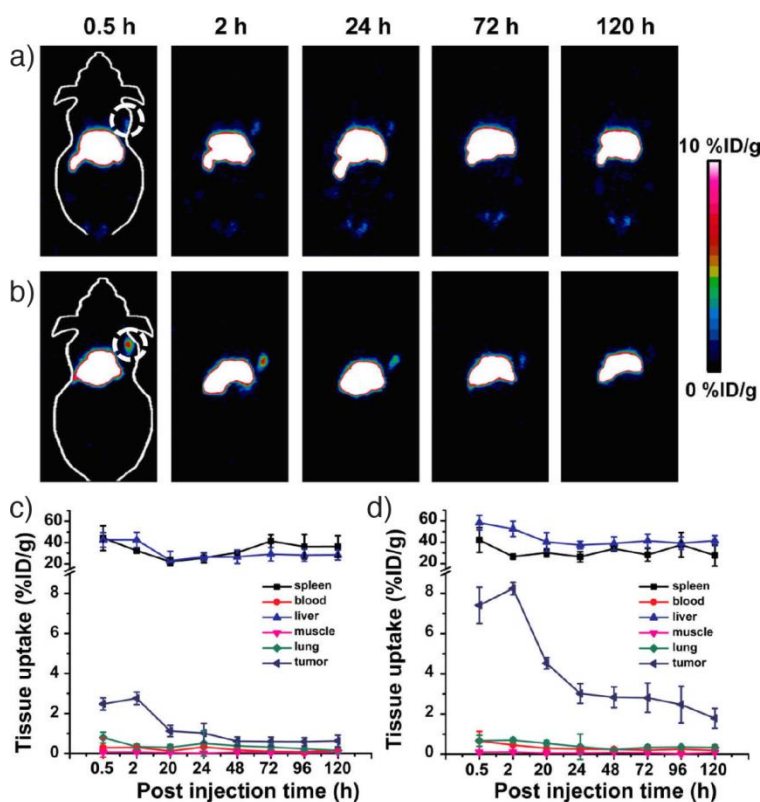 0.5 h 2 h 24 h 72 h 120 h
a)
10 %ID/g
0 %ID/g
b)
c)
60
40
20
8
6
4
2
0
Tissue uptake (%ID/g)
spleen
blood
liver
muscle
lung
tumor
0.5 2 20 24 48 72 96 120
Post injection time (h)
d)
60
40
20
8
6
4
2
0
Tissue uptake (%ID/g)
spleen
blood
liver
muscle
lung
tumor
0.5 2 20 24 48 72 96 120
Post injection time (h)